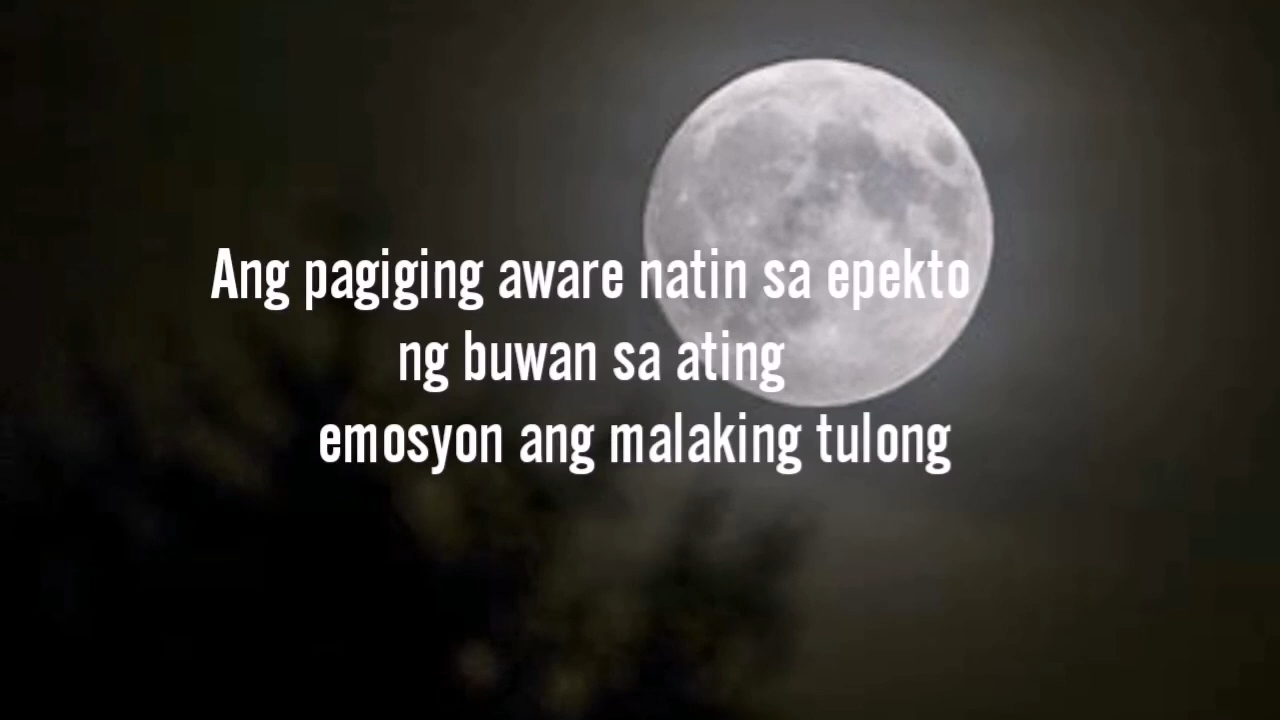 Ang pagiging aware natin sa epekto
ng buwan sa ating
emosyon ang malaking tulong